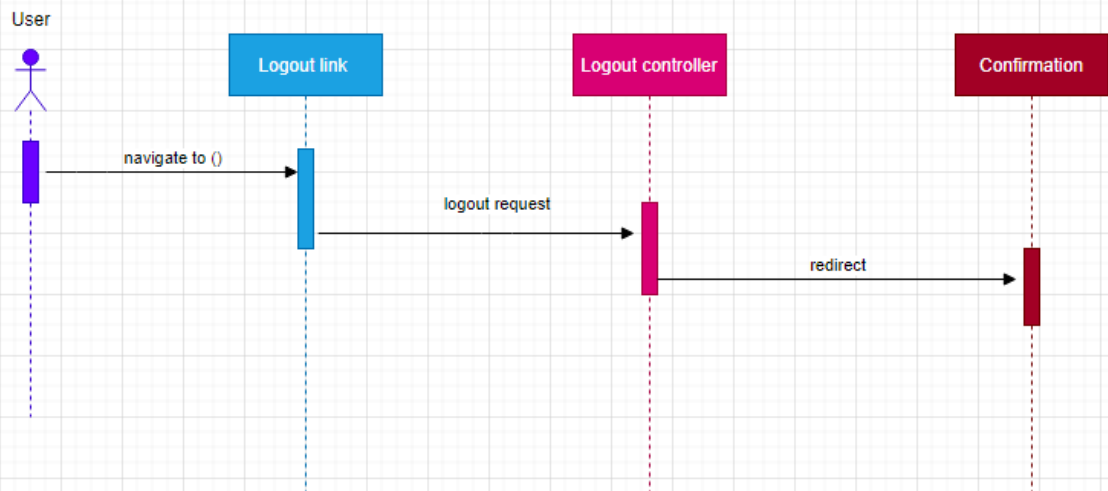 User
Logout link
Logout controller
Confirmation
navigate to ()
logout request
redirect